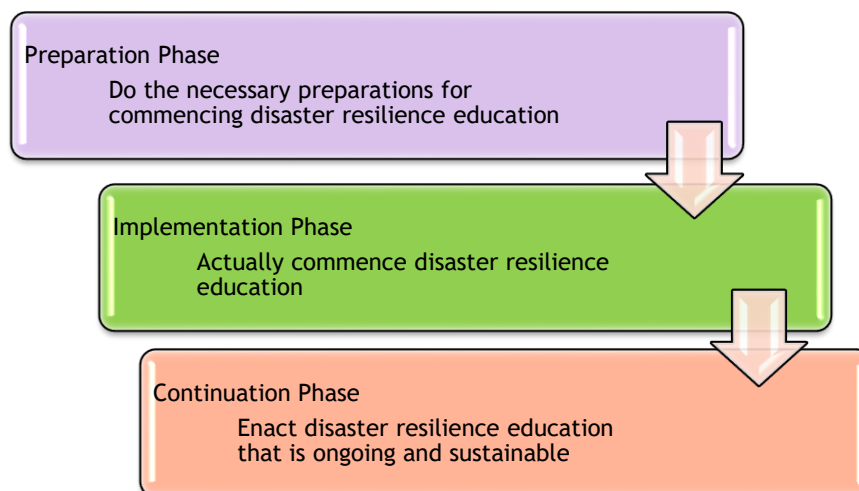 Preparation Phase
Do the necessary preparations for
commencing disaster resilience education
Implementation Phase
Actually commence disaster resilience
education
Continuation Phase
Enact disaster resilience education
that is ongoing and sustainable